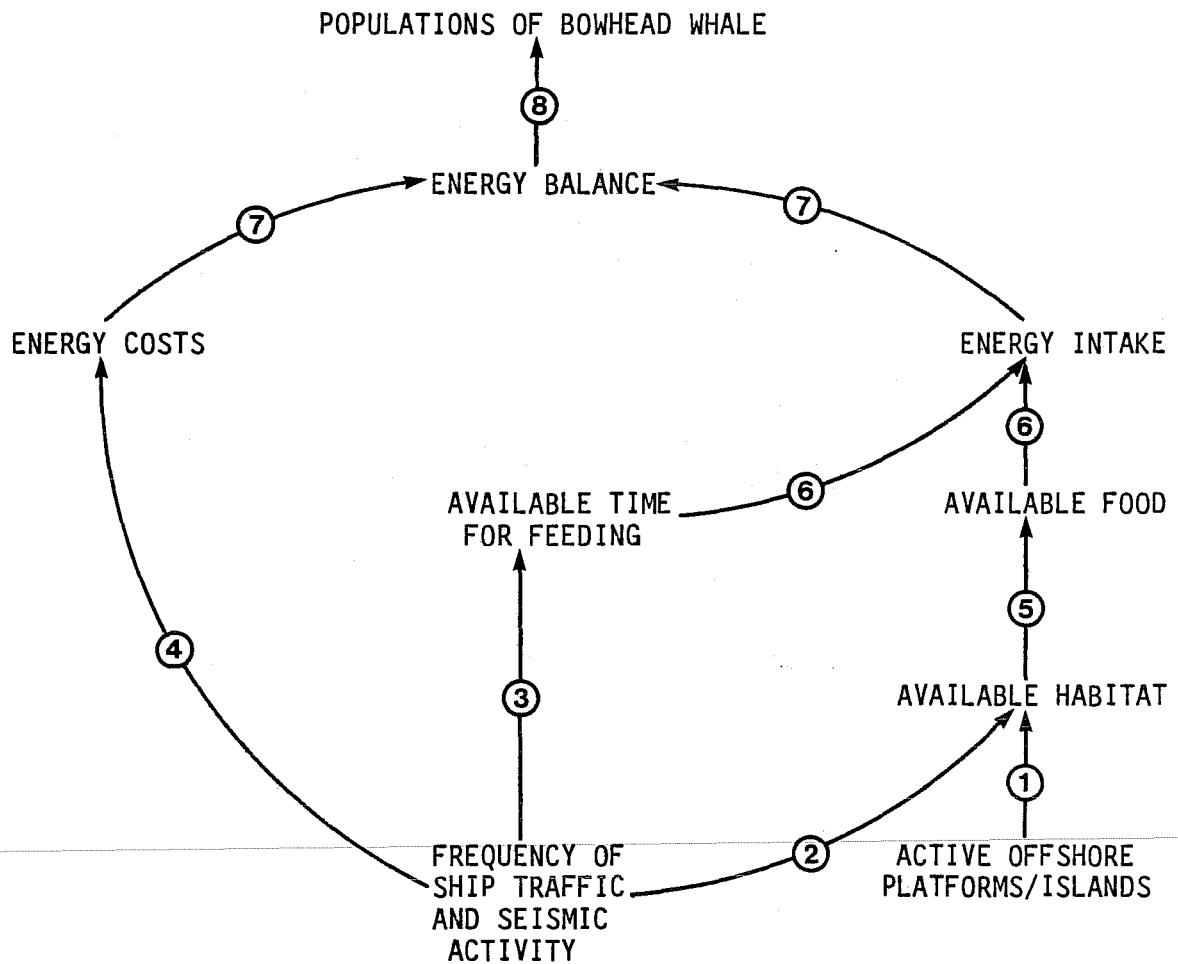 POPULATIONS OF BOWHEAD WHALE
8
ENERGY BALANCE
7
7
ENERGY COSTS
ENERGY INTAKE
6
AVAILABLE TIME
FOR FEEDING
6
AVAILABLE FOOD
5
4
3
AVAILABLE HABITAT
1
2
FREQUENCY OF
SHIP TRAFFIC
AND SEISMIC
ACTIVITY
ACTIVE OFFSHORE
PLATFORMS/ISLANDS